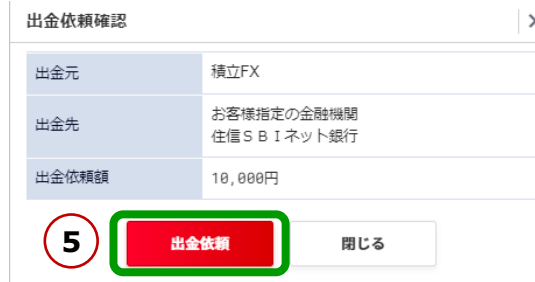 出金依頼確認
出金元 積立FX
出金先 お客様指定の金融機関
住信ＳＢＩネット銀行
出金依頼額 10,000円
5 出金依頼 閉じる